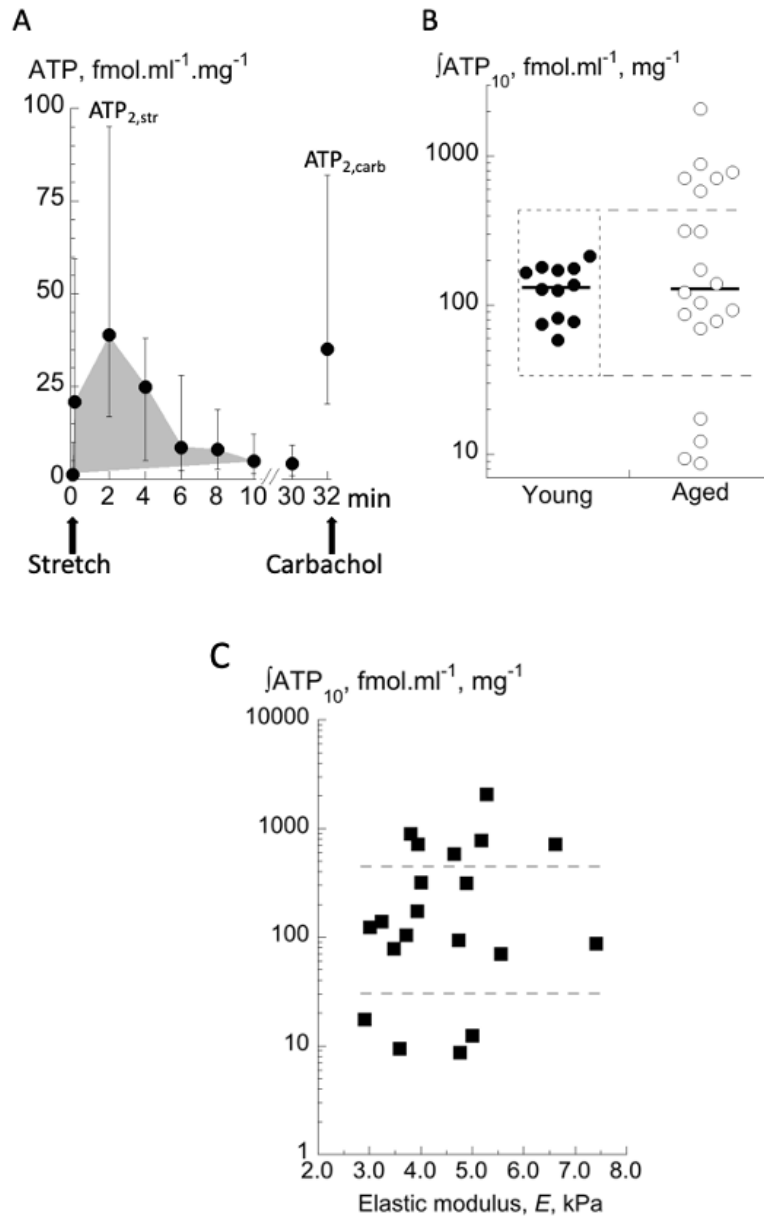 A
ATP, fmol.ml⁻¹.mg⁻¹
100
75
50
25
0
ATP2,str
ATP2,carb
0 2 4 6 8 10 30 32 min
Stretch
Carbachol
B
∫ATP10, fmol.ml⁻¹, mg⁻¹
1000
100
10
Young Aged
C
∫ATP10, fmol.ml⁻¹, mg⁻¹
10000
1000
100
10
1
2.0 3.0 4.0 5.0 6.0 7.0 8.0
Elastic modulus, E, kPa